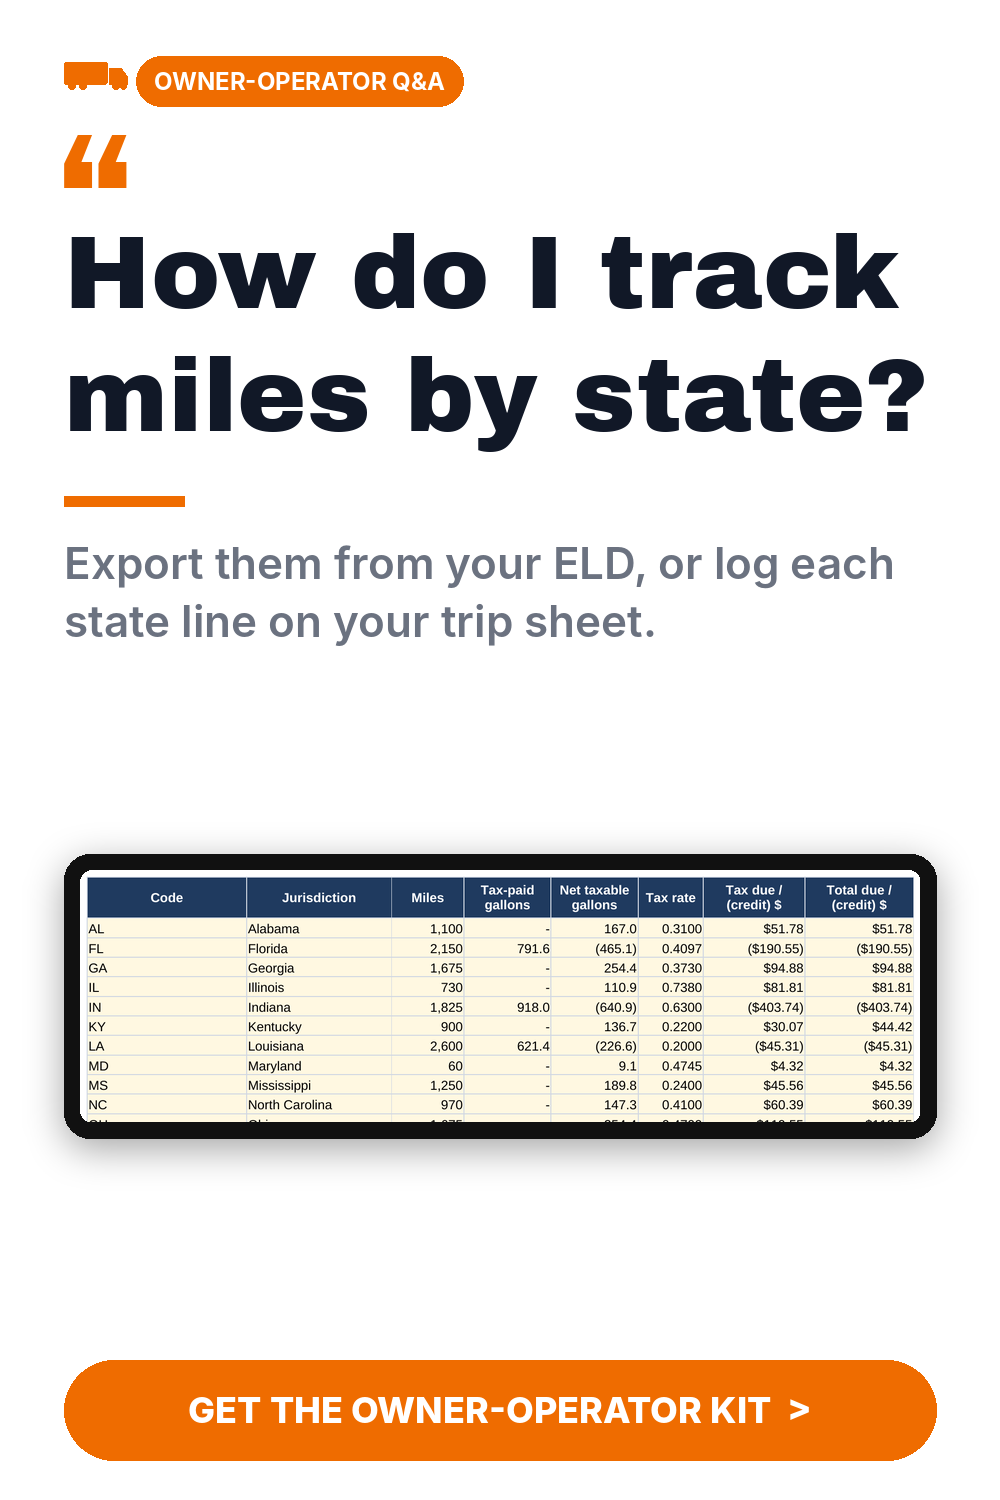 OWNER-OPERATOR Q&A
“
How do I track
miles by state?
Export them from your ELD, or log each
state line on your trip sheet.
Code Jurisdiction Miles Tax-paid gallons Net taxable gallons Tax rate Tax due / (credit) $ Total due / (credit) $
AL Alabama 1,100 - 167.0 0.3100 $51.78 $51.78
FL Florida 2,150 791.6 (465.1) 0.4097 ($190.55) ($190.55)
GA Georgia 1,675 - 254.4 0.3730 $94.88 $94.88
IL Illinois 730 - 110.9 0.7380 $81.81 $81.81
IN Indiana 1,825 918.0 (640.9) 0.6300 ($403.74) ($403.74)
KY Kentucky 900 - 136.7 0.2200 $30.07 $44.42
LA Louisiana 2,600 621.4 (226.6) 0.2000 ($45.31) ($45.31)
MD Maryland 60 - 9.1 0.4745 $4.32 $4.32
MS Mississippi 1,250 - 189.8 0.2400 $45.56 $45.56
NC North Carolina 970 - 147.3 0.4100 $60.39 $60.39
GET THE OWNER-OPERATOR KIT >